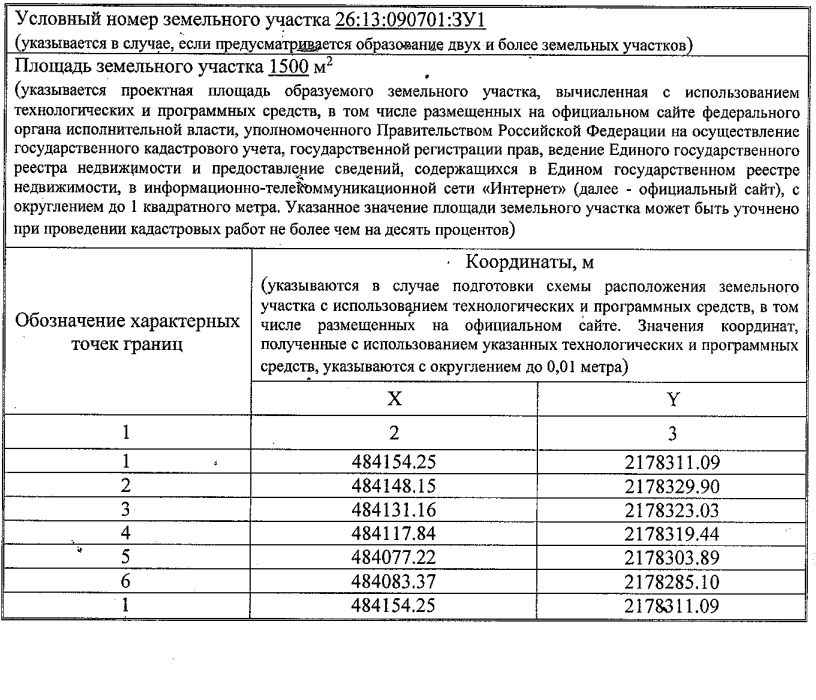 Условный номер земельного участка 26:13:090701:ЗУ1
(указывается в случае, если предусматривается образование двух и более земельных участков)
Площадь земельного участка 1500 м²
(указывается проектная площадь образуемого земельного участка, вычисленная с использованием
технологических и программных средств, в том числе размещенных на официальном сайте федерального
органа исполнительной власти, уполномоченного Правительством Российской Федерации на осуществление
государственного кадастрового учета, государственной регистрации прав, ведение Единого государственного
реестра недвижимости и предоставление сведений, содержащихся в Едином государственном реестре
недвижимости, в информационно-телекоммуникационной сети «Интернет» (далее - официальный сайт), с
округлением до 1 квадратного метра. Указанное значение площади земельного участка может быть уточнено
при проведении кадастровых работ не более чем на десять процентов)
Обозначение характерных
точек границ
Координаты, м
(указываются в случае подготовки схемы расположения земельного
участка с использованием технологических и программных средств, в том
числе размещенных на официальном сайте. Значения координат,
полученные с использованием указанных технологических и программных
средств, указываются с округлением до 0,01 метра)
X Y
1 2 3
1 484154.25 2178311.09
2 484148.15 2178329.90
3 484131.16 2178323.03
4 484117.84 2178319.44
5 484077.22 2178303.89
6 484083.37 2178285.10
1 484154.25 2178311.09